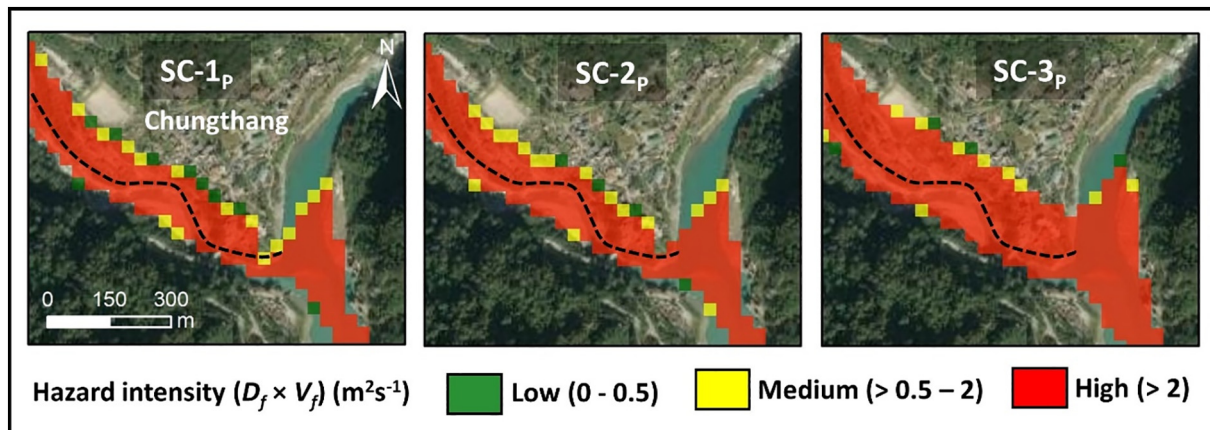 SC-1P
N
Chungthang
0 150 300
m
SC-2P
SC-3P
Hazard intensity (Df × Vf) (m²s⁻¹)
Low (0 - 0.5)
Medium (> 0.5 – 2)
High (> 2)